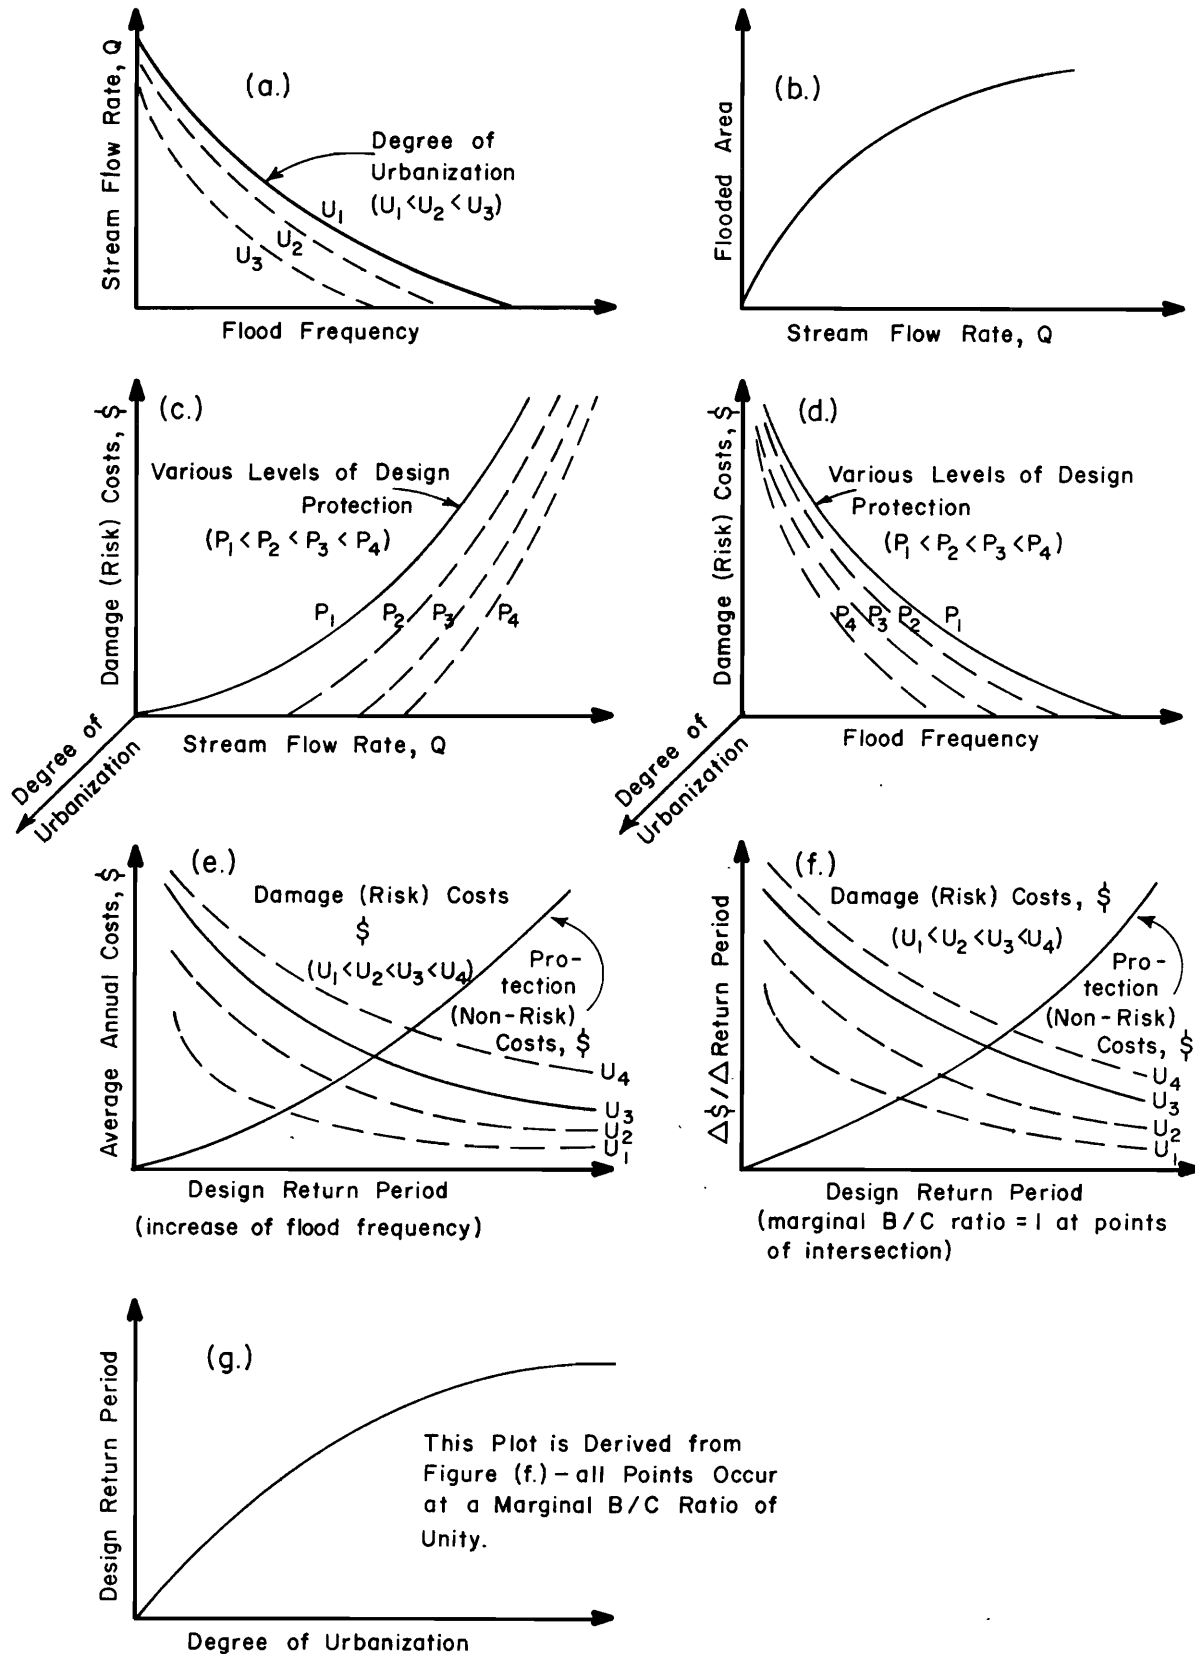 (a.)
Stream Flow Rate, Q
Degree of
Urbanization
(U₁<U₂<U₃)
U₁
U₂
U₃
Flood Frequency
(b.)
Flooded Area
Stream Flow Rate, Q
(c.)
Damage (Risk) Costs, $
Various Levels of Design
Protection
(P₁<P₂<P₃<P₄)
P₁
P₂
P₃
P₄
Stream Flow Rate, Q
Degree of
Urbanization
(d.)
Damage (Risk) Costs, $
Various Levels of Design
Protection
(P₁<P₂<P₃<P₄)
P₄
P₃
P₂
P₁
Flood Frequency
Degree of
Urbanization
(e.)
Average Annual Costs, $
Damage (Risk) Costs
$
(U₁<U₂<U₃<U₄)
Pro-
tection
(Non-Risk)
Costs, $
U₄
U₃
U₂
U₁
Design Return Period
(increase of flood frequency)
(f.)
△$/△Return Period
Damage (Risk) Costs, $
(U₁<U₂<U₃<U₄)
Pro-
tection
(Non-Risk)
Costs, $
U₄
U₃
U₂
U₁
Design Return Period
(marginal B/C ratio = 1 at points
of intersection)
(g.)
Design Return Period
This Plot is Derived from
Figure (f.)-all Points Occur
at a Marginal B/C Ratio of
Unity.
Degree of Urbanization